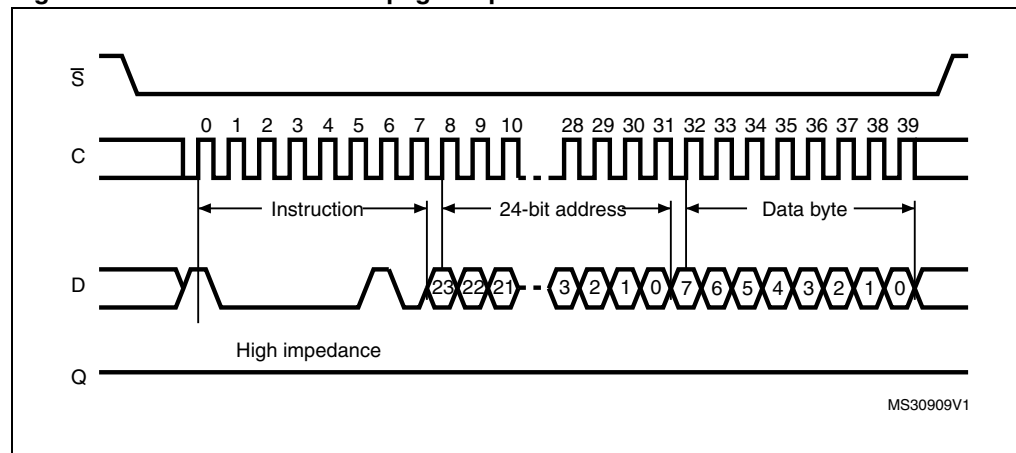 S̅
0 1 2 3 4 5 6 7 8 9 10 28 29 30 31 32 33 34 35 36 37 38 39
C
Instruction 24-bit address Data byte
D
23 22 21 3 2 1 0 7 6 5 4 3 2 1 0
High impedance
Q
MS30909V1